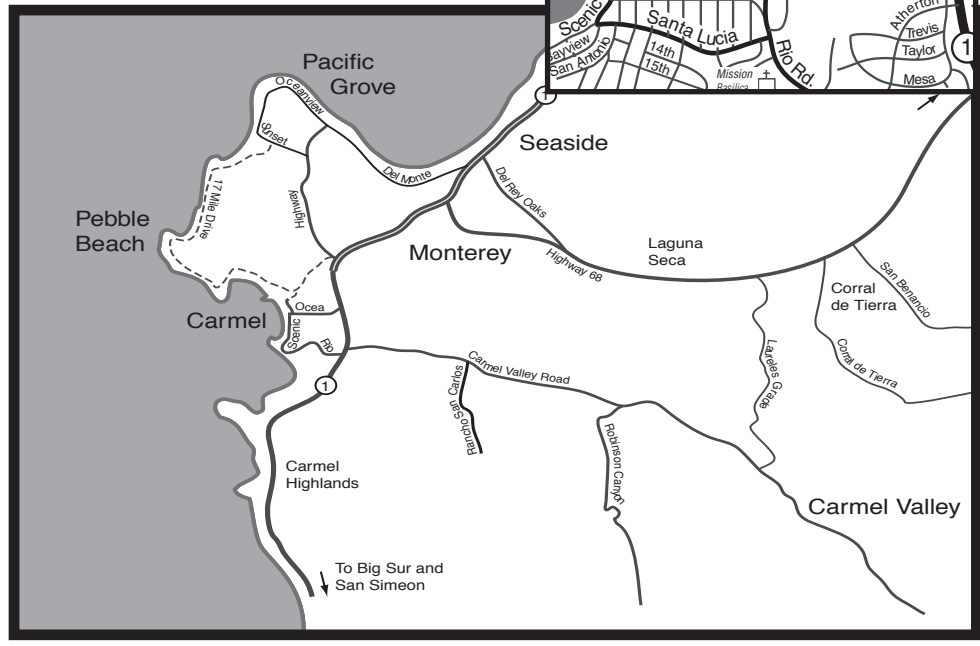 Scenic
Santa Lucia
Bayview
San Antonio
14th
15th
Mission
Basilica
Rio Rd.
Atherton
Trevis
Taylor
Mesa
1
Pacific
Grove
Oceanview
Sunset
1
Seaside
Del Monte
Del Rey Oaks
17 Mile Drive
Highway
Pebble
Beach
Monterey
Highway 68
Laguna
Seca
San Benancio
Corral
de Tierra
Corral de Tierra
Carmel
Ocea
Scenic
Rio
1
Carmel Valley Road
Rancho San Carlos
Laureles Grade
Robinson Canyon
Carmel
Highlands
Carmel Valley
To Big Sur and
San Simeon